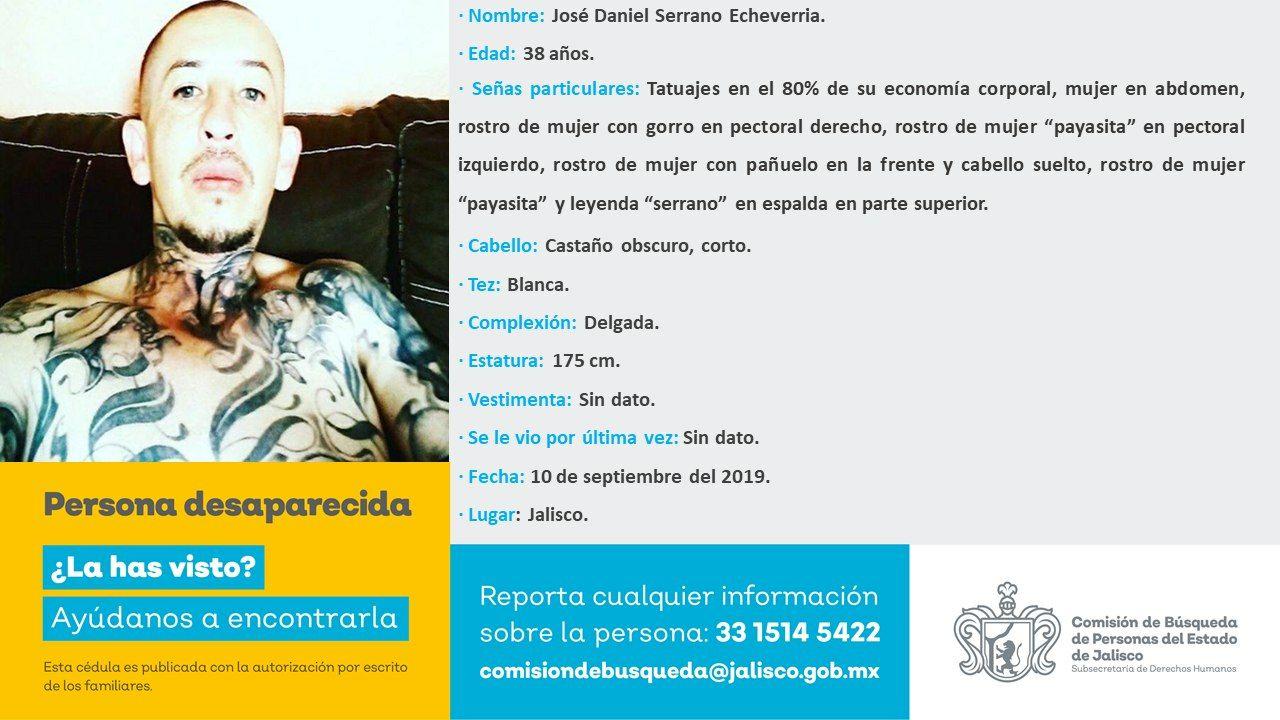 · Nombre: José Daniel Serrano Echeverria.
· Edad: 38 años.
· Señas particulares: Tatuajes en el 80% de su economía corporal, mujer en abdomen,
rostro de mujer con gorro en pectoral derecho, rostro de mujer “payasita” en pectoral
izquierdo, rostro de mujer con pañuelo en la frente y cabello suelto, rostro de mujer
“payasita” y leyenda “serrano” en espalda en parte superior.
· Cabello: Castaño obscuro, corto.
· Tez: Blanca.
· Complexión: Delgada.
· Estatura: 175 cm.
· Vestimenta: Sin dato.
· Se le vio por última vez: Sin dato.
· Fecha: 10 de septiembre del 2019.
· Lugar: Jalisco.
Persona desaparecida
¿La has visto?
Ayúdanos a encontrarla
Esta cédula es publicada con la autorización por escrito
de los familiares.
Reporta cualquier información
sobre la persona: 33 1514 5422
comisiondebusqueda@jalisco.gob.mx
Comisión de Búsqueda
de Personas del Estado
de Jalisco
Subsecretaría de Derechos Humanos